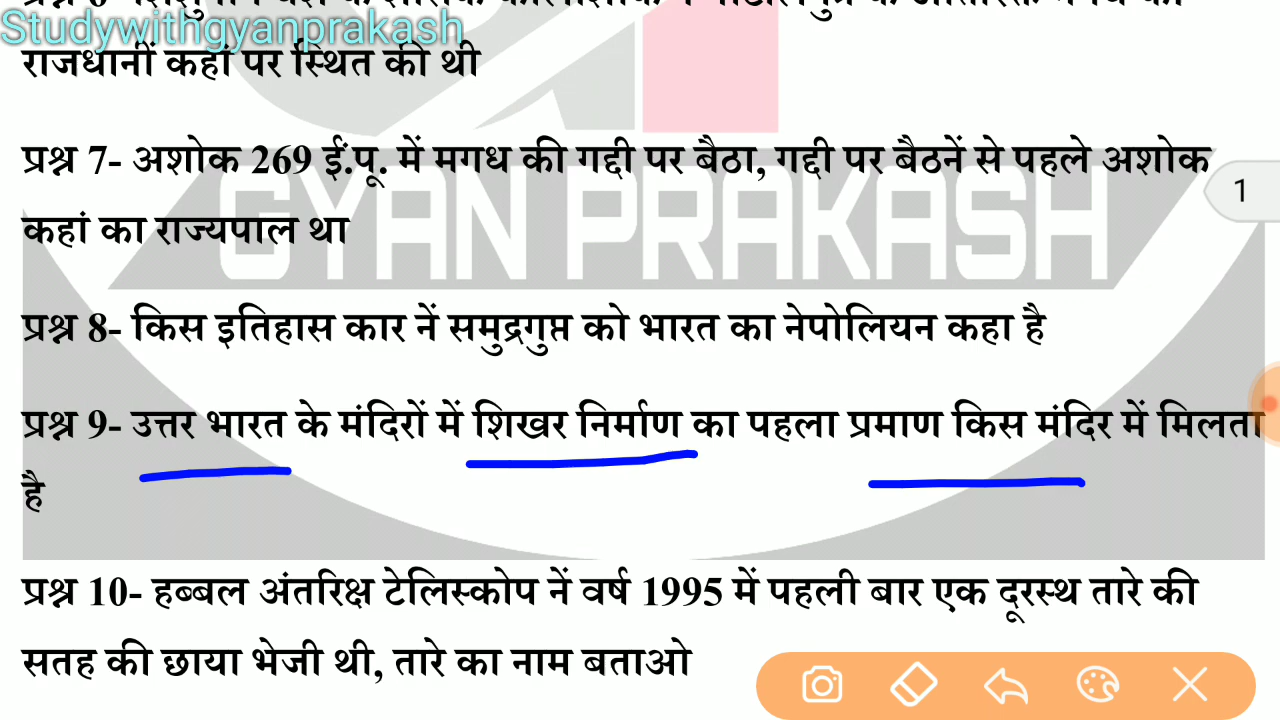 Studywithgyanprakash
राजधानीं कहां पर स्थित की थी
प्रश्न 7- अशोक 269 ई.पू. में मगध की गद्दी पर बैठा, गद्दी पर बैठनें से पहले अशोक
1
कहां का राज्यपाल था
GYAN PRAKASH
प्रश्न 8- किस इतिहास कार नें समुद्रगुप्त को भारत का नेपोलियन कहा है
प्रश्न 9- उत्तर भारत के मंदिरों में शिखर निर्माण का पहला प्रमाण किस मंदिर में मिलता
है
प्रश्न 10- हब्बल अंतरिक्ष टेलिस्कोप नें वर्ष 1995 में पहली बार एक दूरस्थ तारे की
सतह की छाया भेजी थी, तारे का नाम बताओ